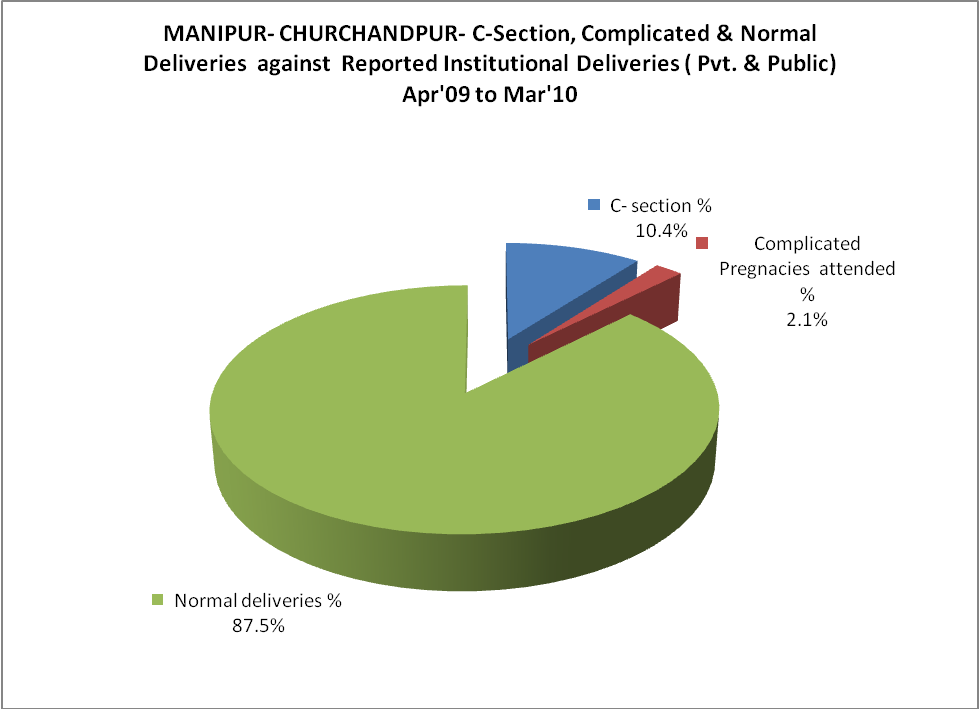 MANIPUR- CHURCHANDPUR- C-Section, Complicated & Normal
Deliveries against Reported Institutional Deliveries ( Pvt. & Public)
Apr'09 to Mar'10
C- section %
10.4%
Complicated
Pregnacies attended
%
2.1%
Normal deliveries %
87.5%